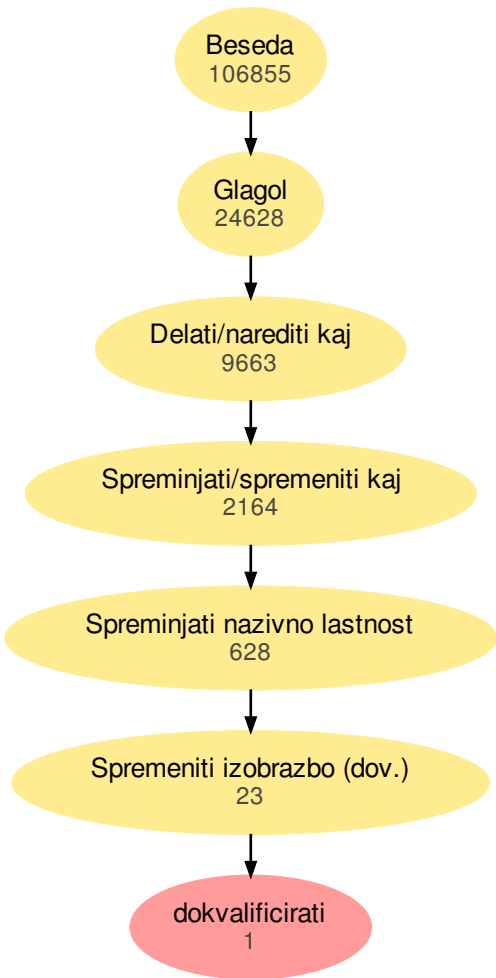 Beseda
106855
Glagol
24628
Delati/narediti kaj
9663
Spreminjati/spremeniti kaj
2164
Spreminjati nazivno lastnost
628
Spremeniti izobrazbo (dov.)
23
dokvalificirati
1